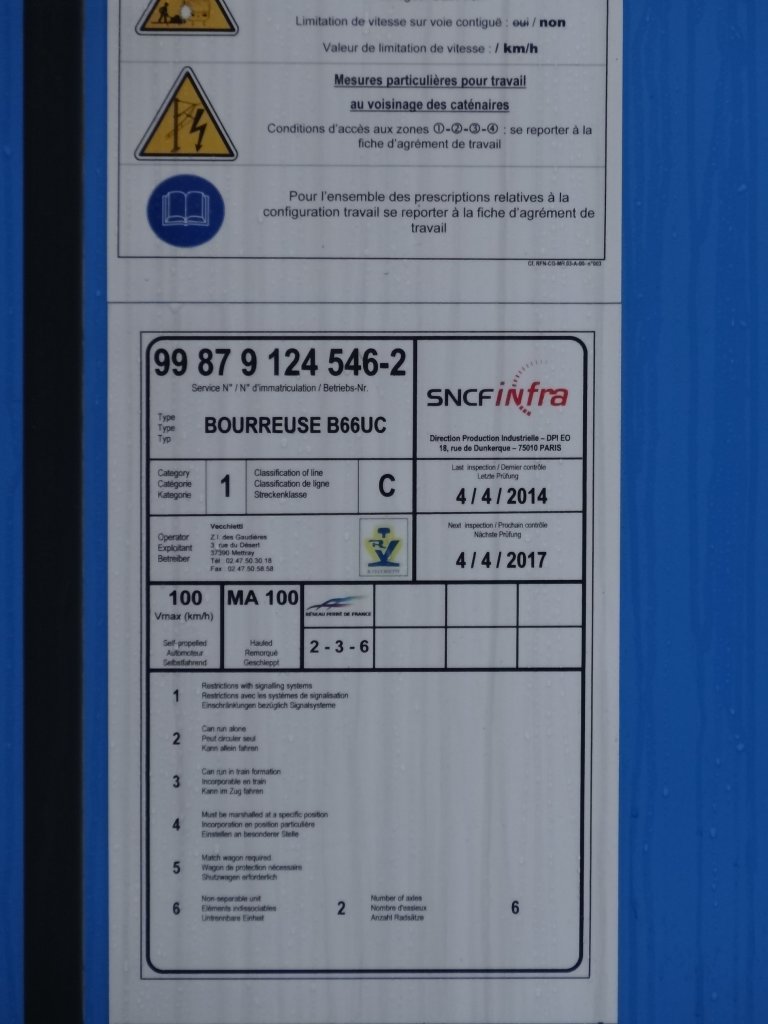 Limitation de vitesse sur voie contiguë : oui / non
Valeur de limitation de vitesse : / km/h
Mesures particulières pour travail
au voisinage des caténaires
Conditions d'accès aux zones ①-②-③-④ : se reporter à la
fiche d'agrément de travail
Pour l'ensemble des prescriptions relatives à la
configuration travail se reporter à la fiche d'agrément de
travail
99 87 9 124 546-2
Service N° / N° d'immatriculation / Betriebs-Nr.
Type
Type
Typ
BOURREUSE B66UC
SNCF infra
Direction Production Industrielle – DPI EO
18, rue de Dunkerque – 75010 PARIS
Category
Catégorie
Kategorie
1
Classification of line
Classification de ligne
Streckenklasse
C
Last inspection / Dernier contrôle
Letzte Prüfung
4 / 4 / 2014
Operator
Exploitant
Betreiber
Vecchietti
Z.I. des Gaudières
3 rue du Désert
37390 Mettray
Tél : 02.47.50.30.18
Fax : 02.47.50.58.58
Next inspection / Prochain contrôle
Nächste Prüfung
4 / 4 / 2017
100
Vmax (km/h)
MA 100
RÉSEAU FERRÉ DE FRANCE
Self-propelled
Automoteur
Selbstfahrend
Hauled
Remorqué
Geschleppt
2 - 3 - 6
1
Restrictions with signalling systems
Restrictions avec les systèmes de signalisation
Einschränkungen bezüglich Signalsysteme
2
Can run alone
Peut circuler seul
Kann allein fahren
3
Can run in train formation
Incorporable en train
Kann im Zug fahren
4
Must be marshalled at a specific position
Incorporation en position particulière
Einstellen an besonderer Stelle
5
Match wagon required
Wagon de protection nécessaire
Shutzwagen erforderlich
6
Non-separable unit
Eléments indissociables
Untrennbare Einheit
2
Number of axles
Nombre d'essieux
Anzahl Radsätze
6